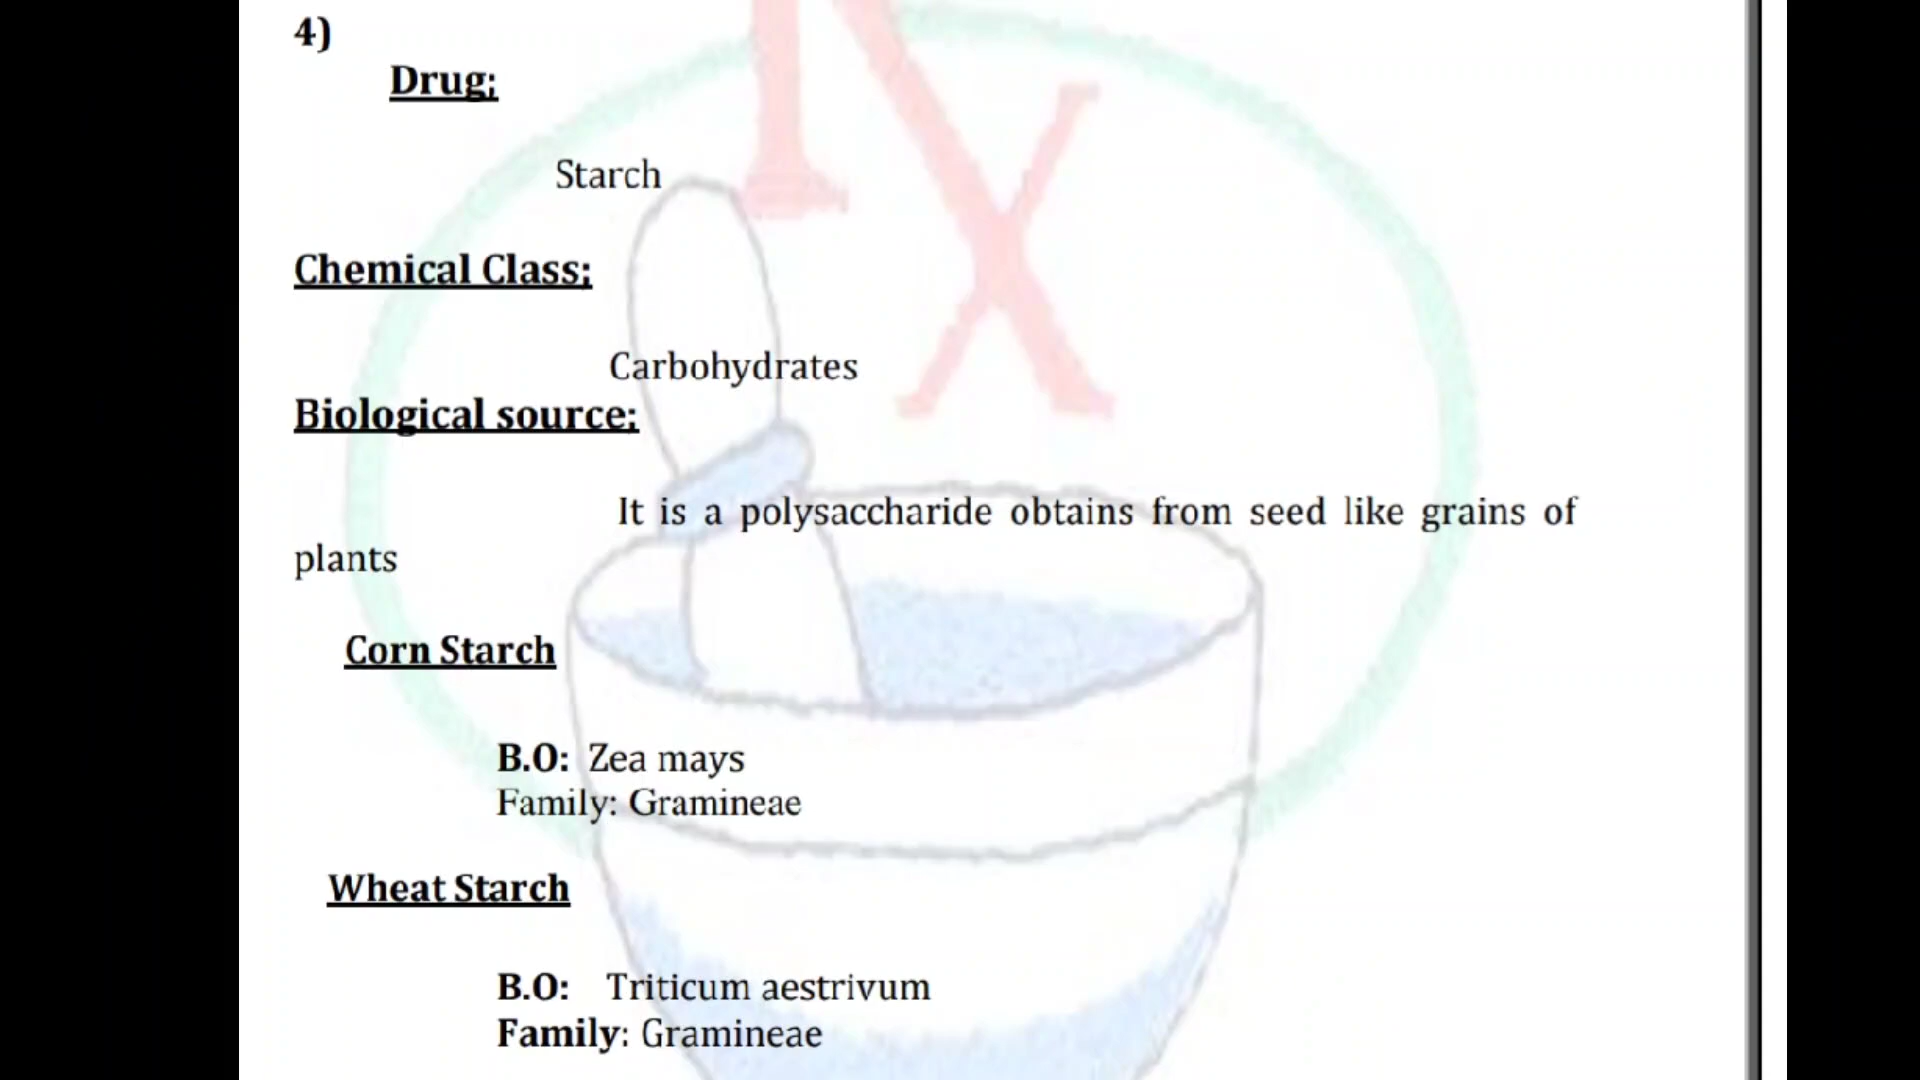 4)
Drug;
Starch
Chemical Class;
Carbohydrates
Biological source;
It is a polysaccharide obtains from seed like grains of
plants
Corn Starch
B.O: Zea mays
Family: Gramineae
Wheat Starch
B.O: Triticum aestrivum
Family: Gramineae